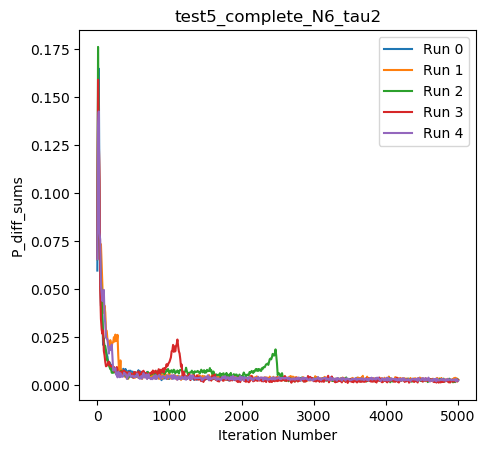 test5_complete_N6_tau2
P_diff_sums
0.175
0.150
0.125
0.100
0.075
0.050
0.025
0.000
Run 0
Run 1
Run 2
Run 3
Run 4
0 1000 2000 3000 4000 5000
Iteration Number